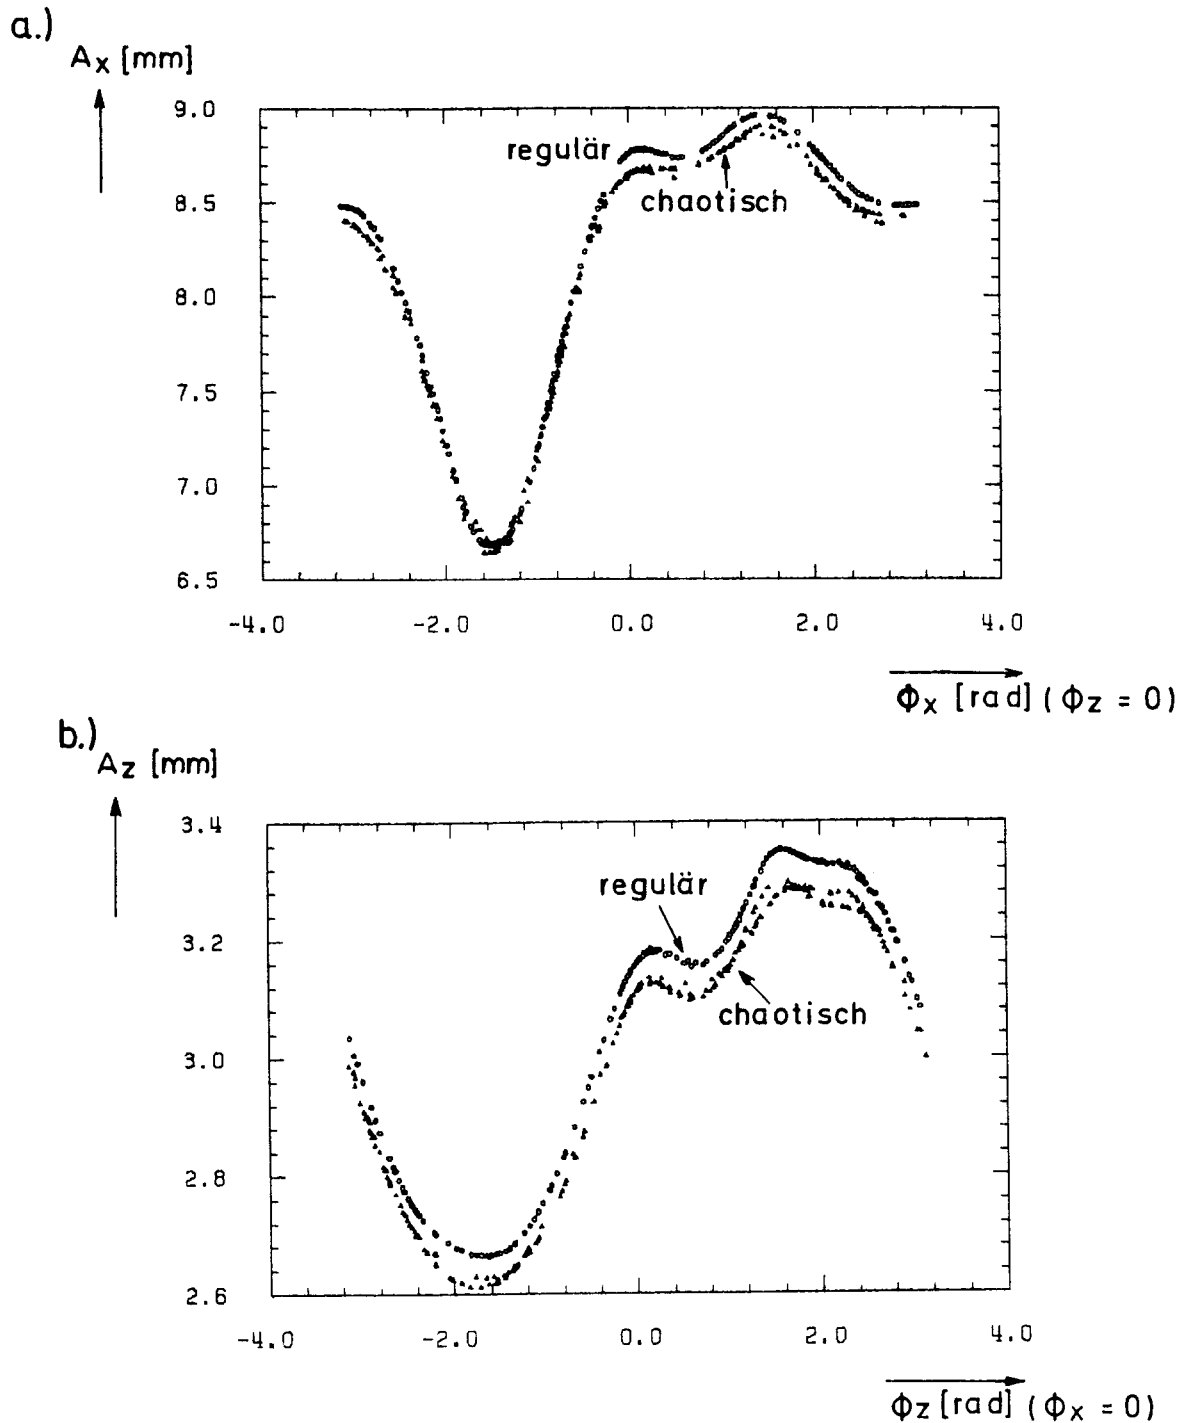 a.)
Ax [mm]
9.0
regulär
chaotisch
8.5
8.0
7.5
7.0
6.5
-4.0 -2.0 0.0 2.0 4.0
Φx [rad] (Φz = 0)
b.)
Az [mm]
3.4
regulär
3.2
chaotisch
3.0
2.8
2.6
-4.0 -2.0 0.0 2.0 4.0
Φz [rad] (Φx = 0)